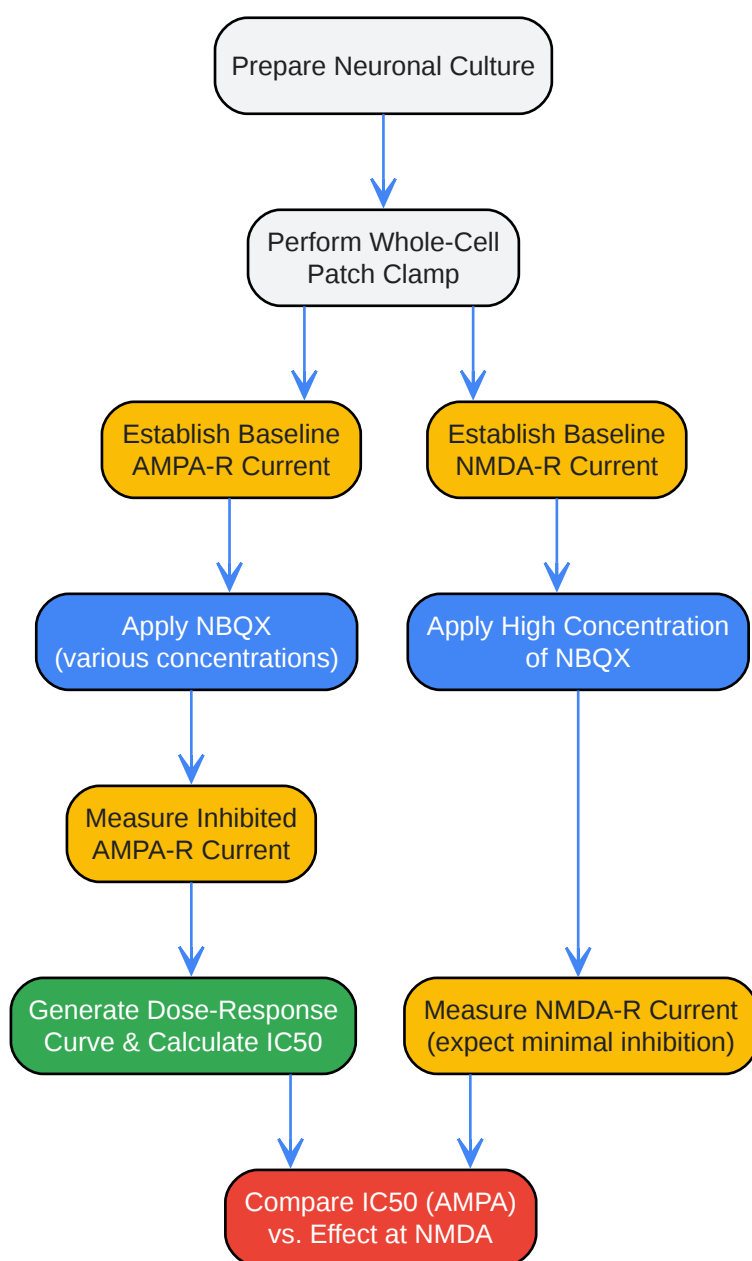 Prepare Neuronal Culture
Perform Whole-Cell
Patch Clamp
Establish Baseline
AMPA-R Current
Establish Baseline
NMDA-R Current
Apply NBQX
(various concentrations)
Apply High Concentration
of NBQX
Measure Inhibited
AMPA-R Current
Generate Dose-Response
Curve & Calculate IC50
Measure NMDA-R Current
(expect minimal inhibition)
Compare IC50 (AMPA)
vs. Effect at NMDA